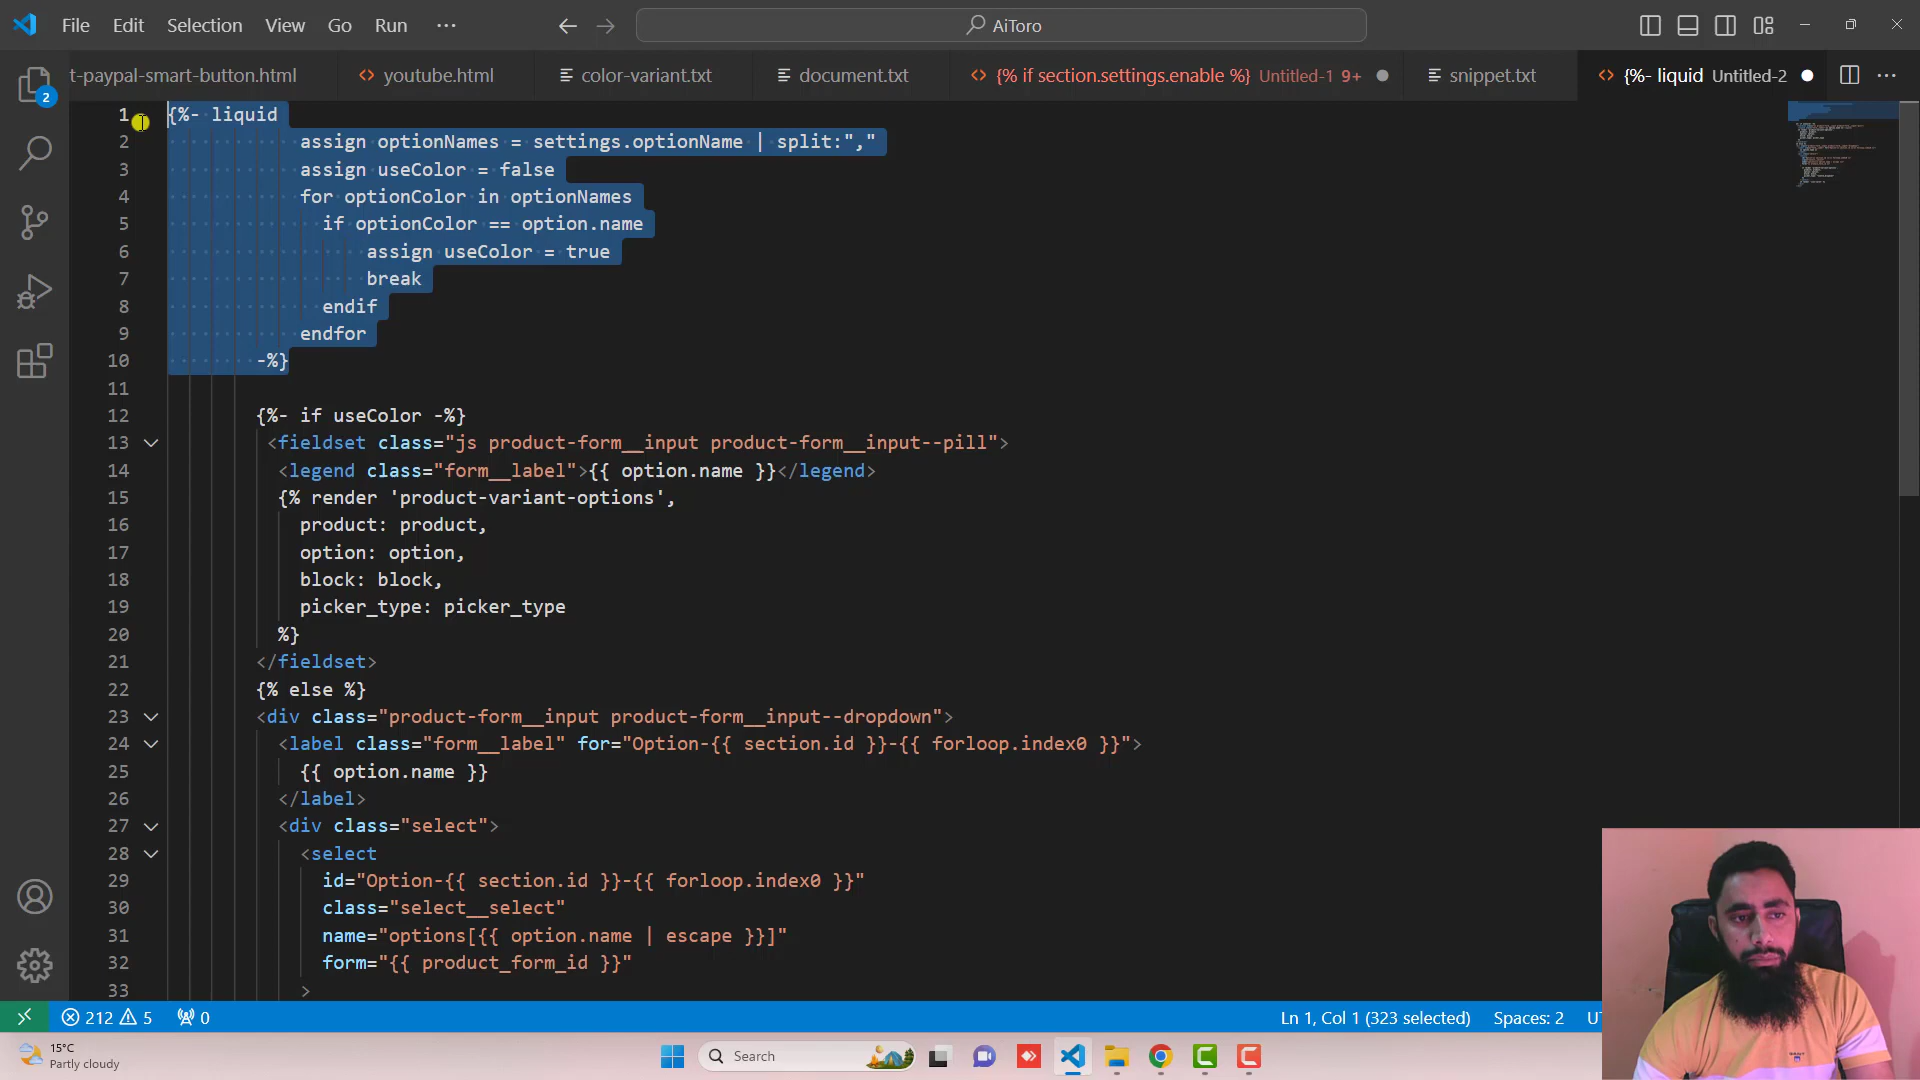 File Edit Selection View Go Run ··· AiToro
t-paypal-smart-button.html youtube.html color-variant.txt document.txt {% if section.settings.enable %} Untitled-1 9+ snippet.txt {%- liquid Untitled-2
2
1 {%- liquid
2 assign optionNames = settings.optionName | split:","
3 assign useColor = false
4 for optionColor in optionNames
5 if optionColor == option.name
6 assign useColor = true
7 break
8 endif
9 endfor
10 -%}
11
12 {%- if useColor -%}
13 <fieldset class="js product-form__input product-form__input--pill">
14 <legend class="form__label">{{ option.name }}</legend>
15 {% render 'product-variant-options',
16 product: product,
17 option: option,
18 block: block,
19 picker_type: picker_type
20 %}
21 </fieldset>
22 {% else %}
23 <div class="product-form__input product-form__input--dropdown">
24 <label class="form__label" for="Option-{{ section.id }}-{{ forloop.index0 }}">
25 {{ option.name }}
26 </label>
27 <div class="select">
28 <select
29 id="Option-{{ section.id }}-{{ forloop.index0 }}"
30 class="select__select"
31 name="options[{{ option.name | escape }}]"
32 form="{{ product_form_id }}"
33 >
212 5 0 Ln 1, Col 1 (323 selected) Spaces: 2
15°C
Partly cloudy
Search